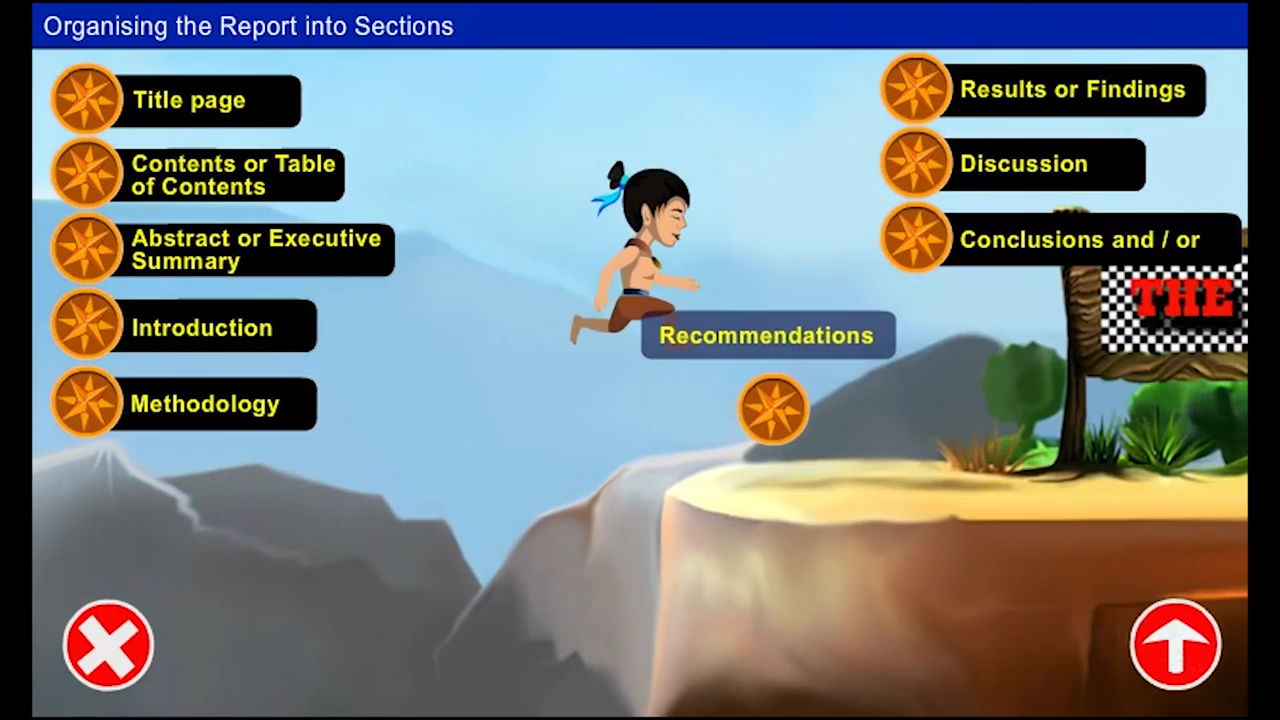 Organising the Report into Sections
Title page
Contents or Table
of Contents
Abstract or Executive
Summary
Introduction
Methodology
Results or Findings
Discussion
Conclusions and / or
Recommendations
THE